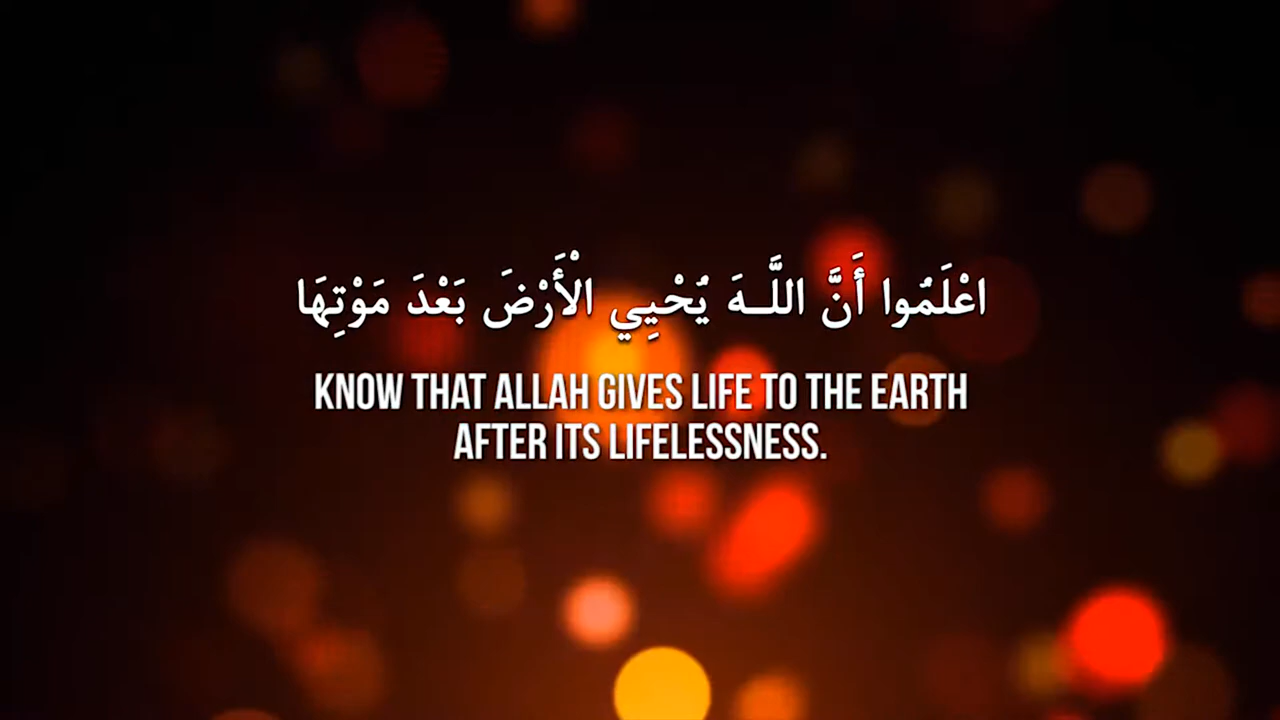 اعْلَمُوا أَنَّ اللَّـهَ يُحْيِي الْأَرْضَ بَعْدَ مَوْتِهَا
KNOW THAT ALLAH GIVES LIFE TO THE EARTH
AFTER ITS LIFELESSNESS.